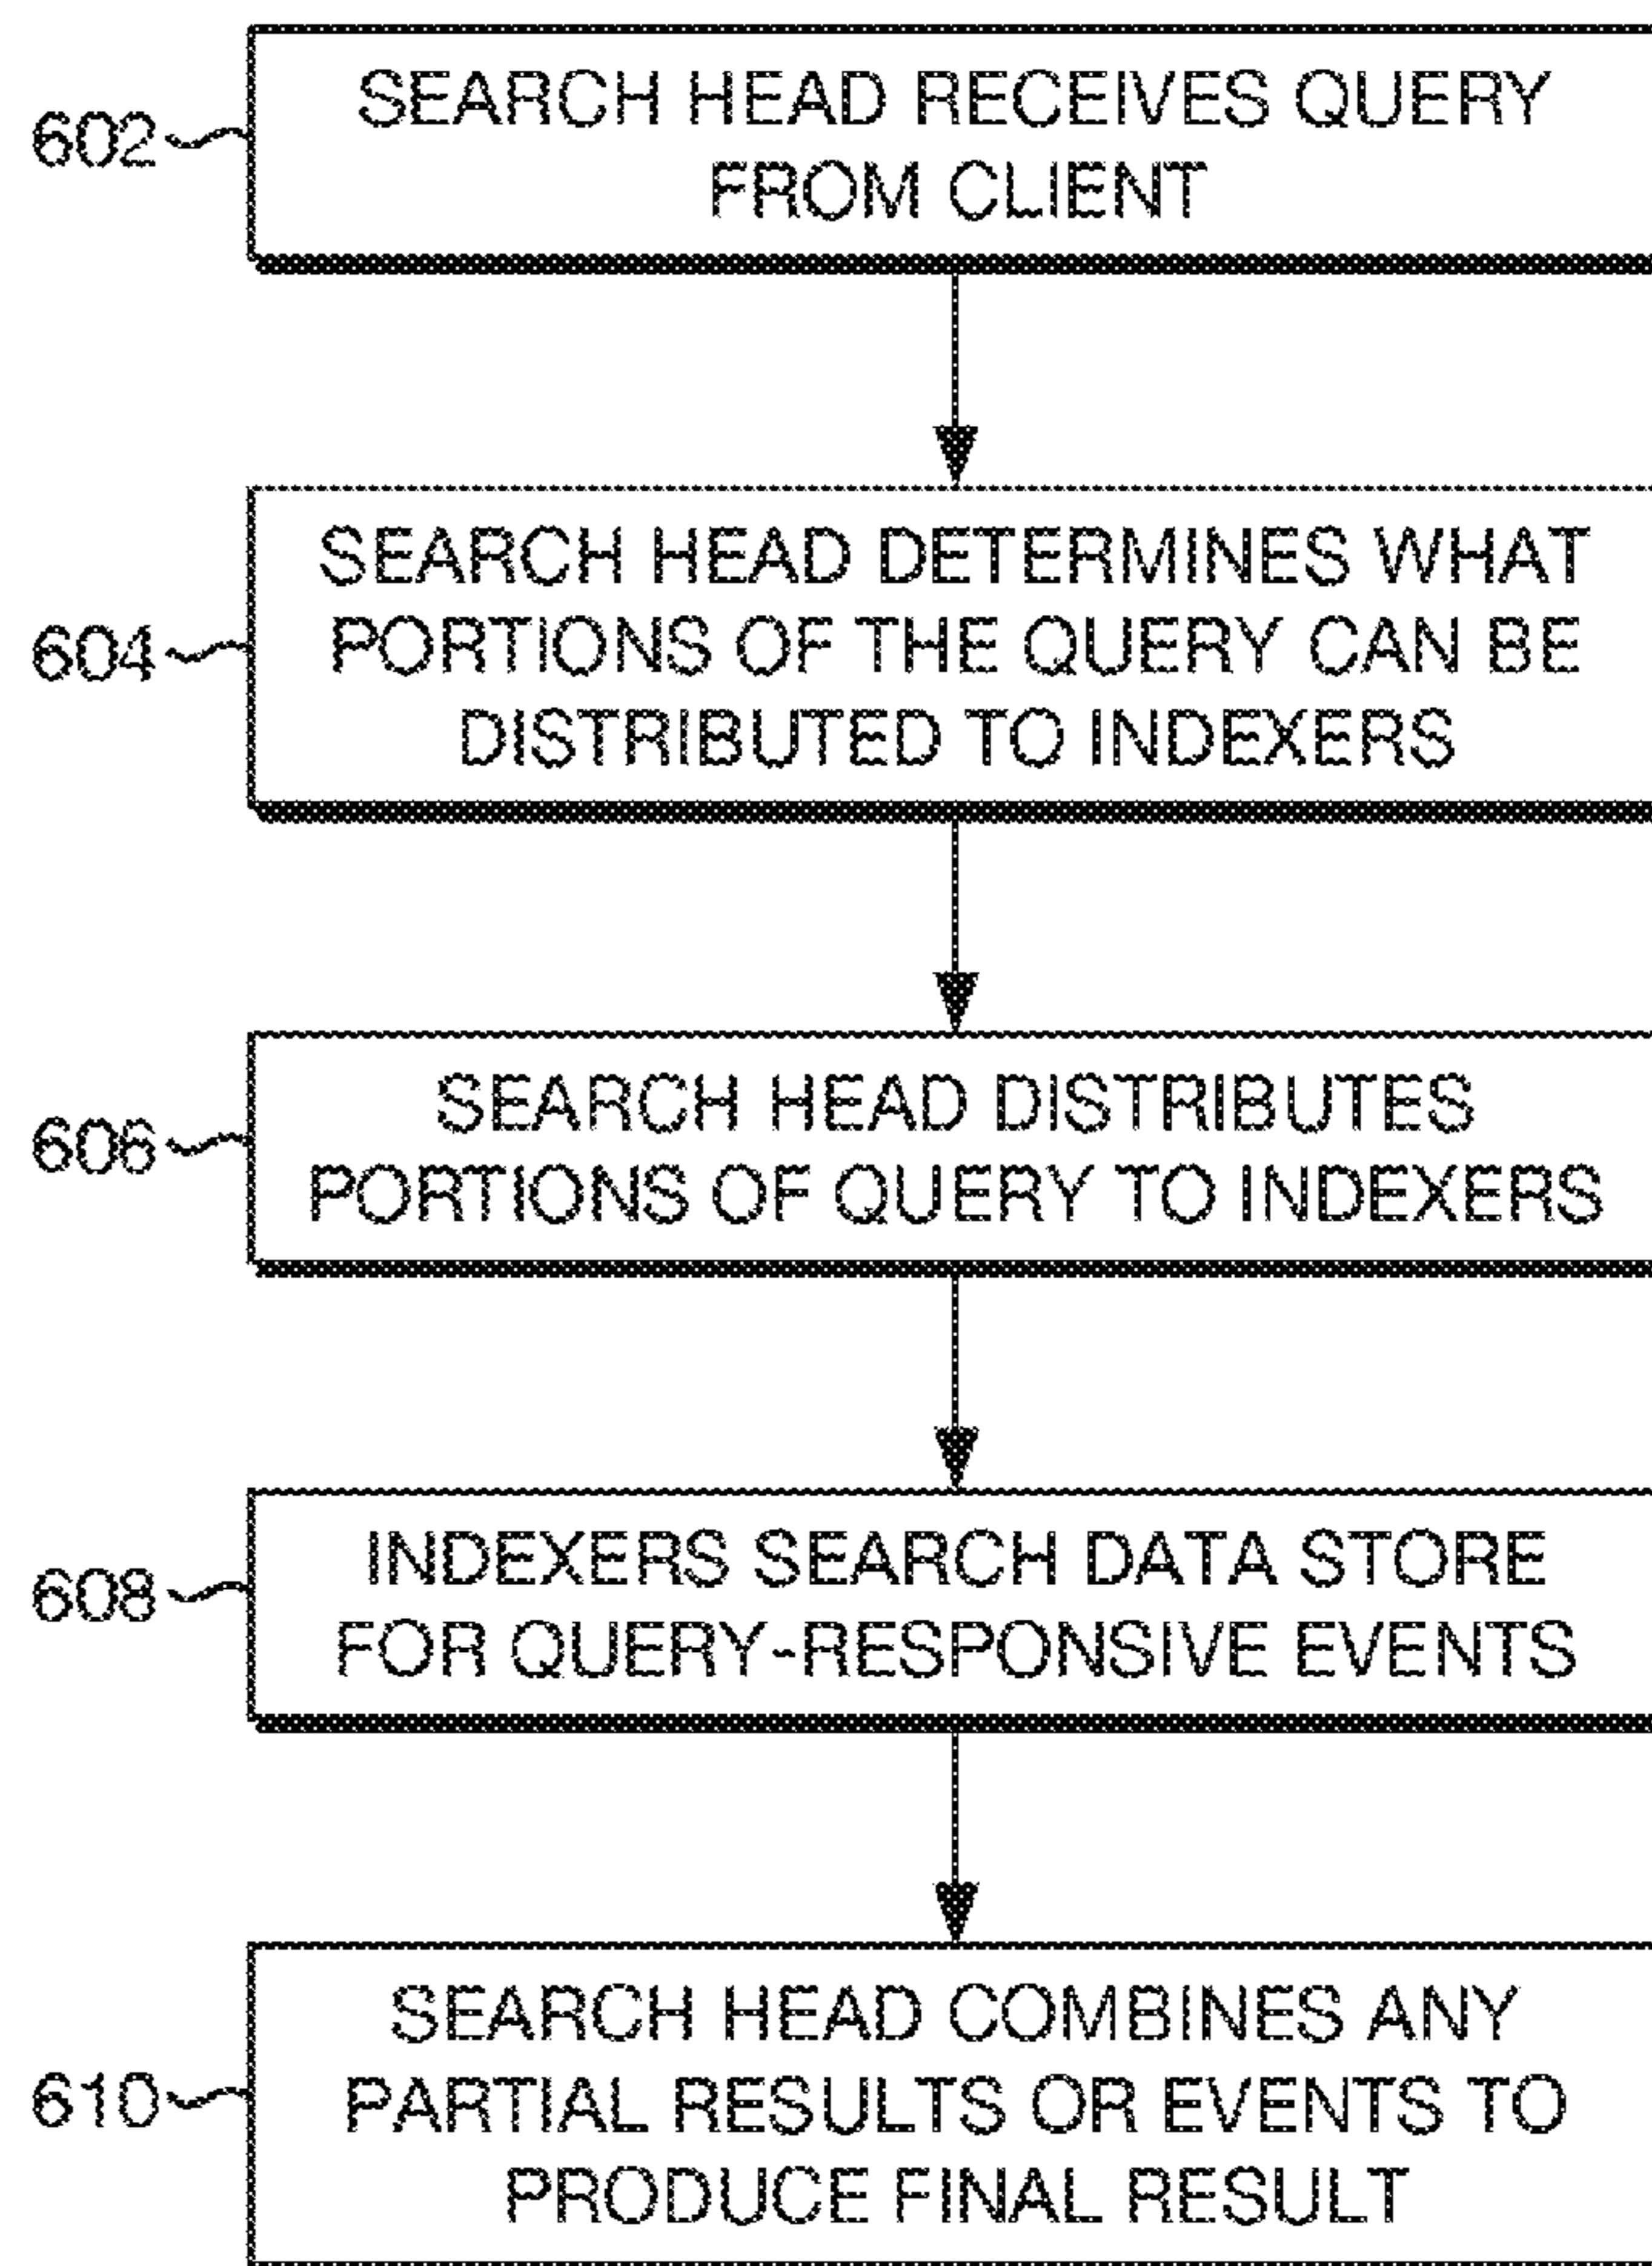 602
SEARCH HEAD RECEIVES QUERY
FROM CLIENT
604
SEARCH HEAD DETERMINES WHAT
PORTIONS OF THE QUERY CAN BE
DISTRIBUTED TO INDEXERS
606
SEARCH HEAD DISTRIBUTES
PORTIONS OF QUERY TO INDEXERS
608
INDEXERS SEARCH DATA STORE
FOR QUERY-RESPONSIVE EVENTS
610
SEARCH HEAD COMBINES ANY
PARTIAL RESULTS OR EVENTS TO
PRODUCE FINAL RESULT